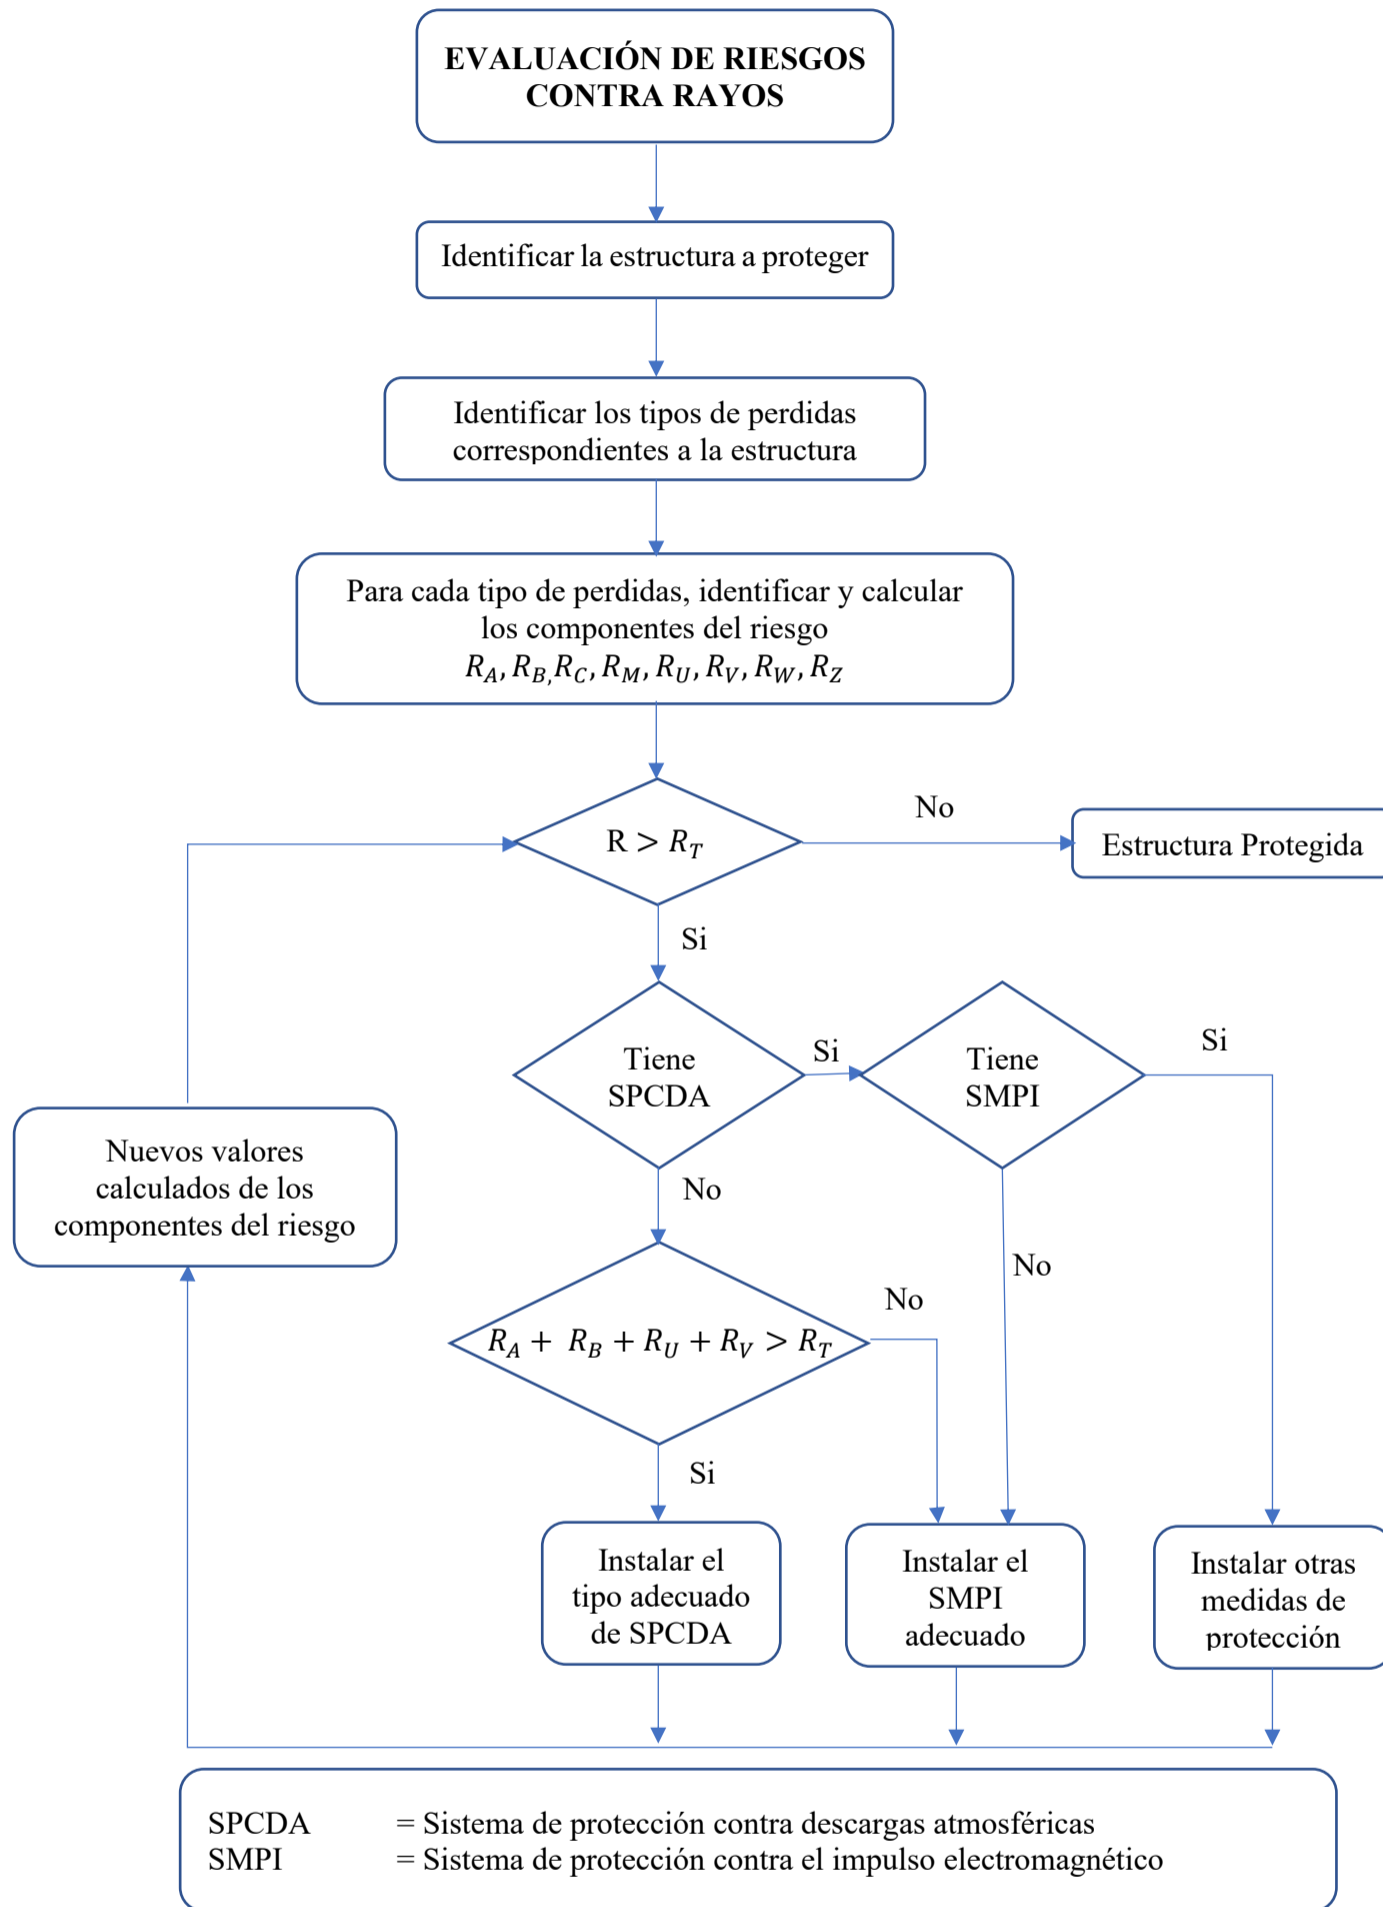 EVALUACIÓN DE RIESGOS
CONTRA RAYOS
Identificar la estructura a proteger
Identificar los tipos de perdidas
correspondientes a la estructura
Para cada tipo de perdidas, identificar y calcular
los componentes del riesgo
R_A, R_B, R_C, R_M, R_U, R_V, R_W, R_Z
R > R_T
No
Estructura Protegida
Si
Tiene
SPCDA
Si
Tiene
SMPI
Si
Nuevos valores
calculados de los
componentes del riesgo
No
No
R_A + R_B + R_U + R_V > R_T
No
Si
Instalar el
tipo adecuado
de SPCDA
Instalar el
SMPI
adecuado
Instalar otras
medidas de
protección
SPCDA = Sistema de protección contra descargas atmosféricas
SMPI = Sistema de protección contra el impulso electromagnético